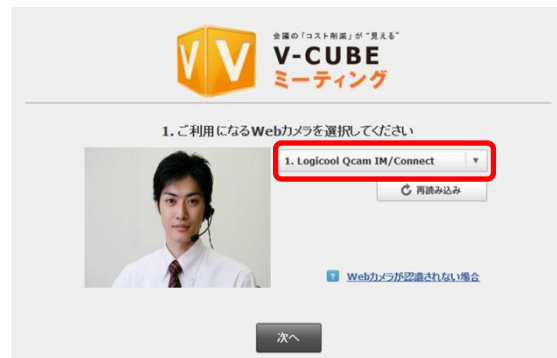 会議の「コスト削減」が“見える”
V-CUBE
ミーティング
1. ご利用になるWebカメラを選択してください
1. Logicool Qcam IM/Connect
再読み込み
? Webカメラが認識されない場合
次へ